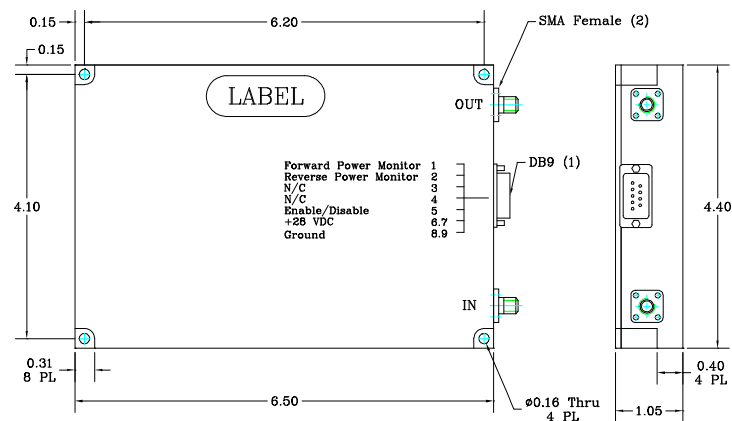 0.15
6.20
SMA Female (2)
0.15
LABEL
OUT
Forward Power Monitor 1
Reverse Power Monitor 2
N/C 3
N/C 4
Enable/Disable 5
+28 VDC 6.7
Ground 8.9
DB9 (1)
4.10
4.40
IN
0.31
8 PL
0.40
4 PL
6.50
ø0.16 Thru
4 PL
1.05